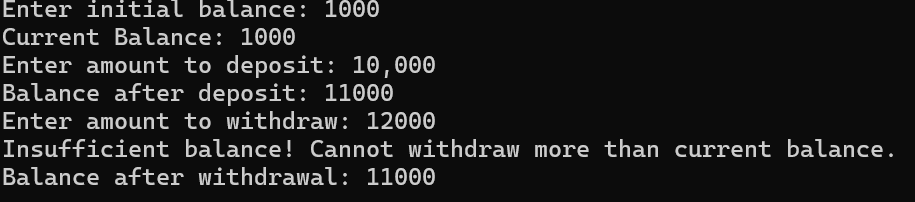 Enter initial balance: 1000
Current Balance: 1000
Enter amount to deposit: 10,000
Balance after deposit: 11000
Enter amount to withdraw: 12000
Insufficient balance! Cannot withdraw more than current balance.
Balance after withdrawal: 11000